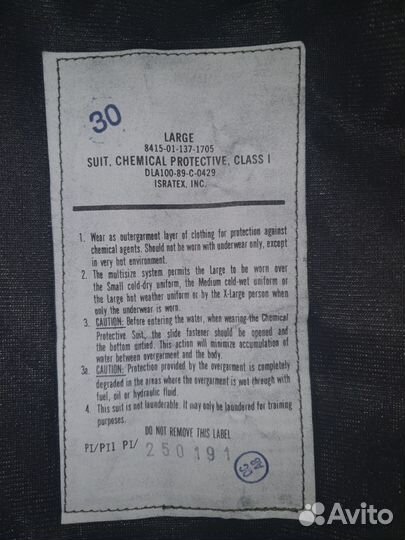 30
LARGE
8415-01-137-1705
SUIT, CHEMICAL PROTECTIVE, CLASS I
DLA100-89-C-0429
ISRATEX, INC.
1. Wear as outergarment layer of clothing for protection against
chemical agents. Should not be worn with underwear only, except
in very hot environment.
2. The multisize system permits the Large to be worn over
the Small cold-dry uniform, the Medium cold-wet uniform or
the Large hot weather uniform or by the X-Large person when
only the underwear is worn.
3. CAUTION: Before entering the water, when wearing the Chemical
Protective Suit, the slide fastener should be opened and
the bottom untied. This action will minimize accumulation of
water between overgarment and the body.
3a. CAUTION: Protection provided by the overgarment is completely
degraded in the areas where the overgarment is wet through with
fuel, oil or hydraulic fluid.
4. This suit is not launderable. It may only be laundered for training
purposes.
DO NOT REMOVE THIS LABEL
PI/PII PI/ 250191
Avito